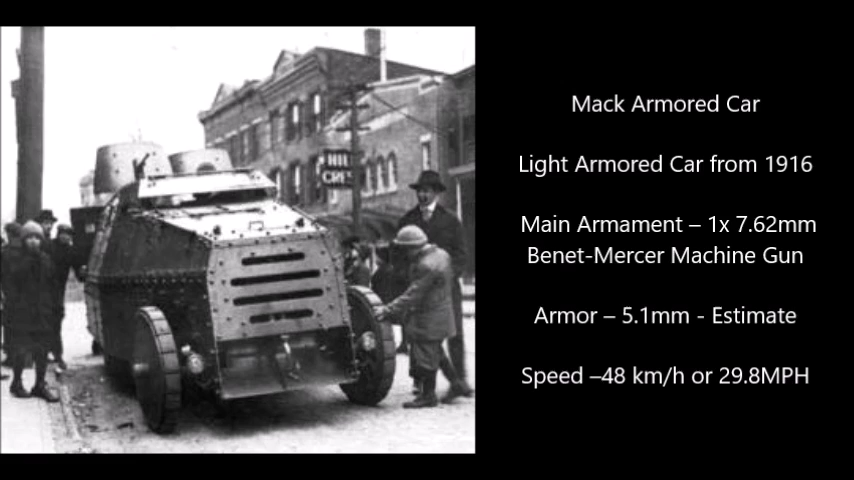 Mack Armored Car
Light Armored Car from 1916
Main Armament – 1x 7.62mm
Benet-Mercer Machine Gun
Armor – 5.1mm - Estimate
Speed –48 km/h or 29.8MPH